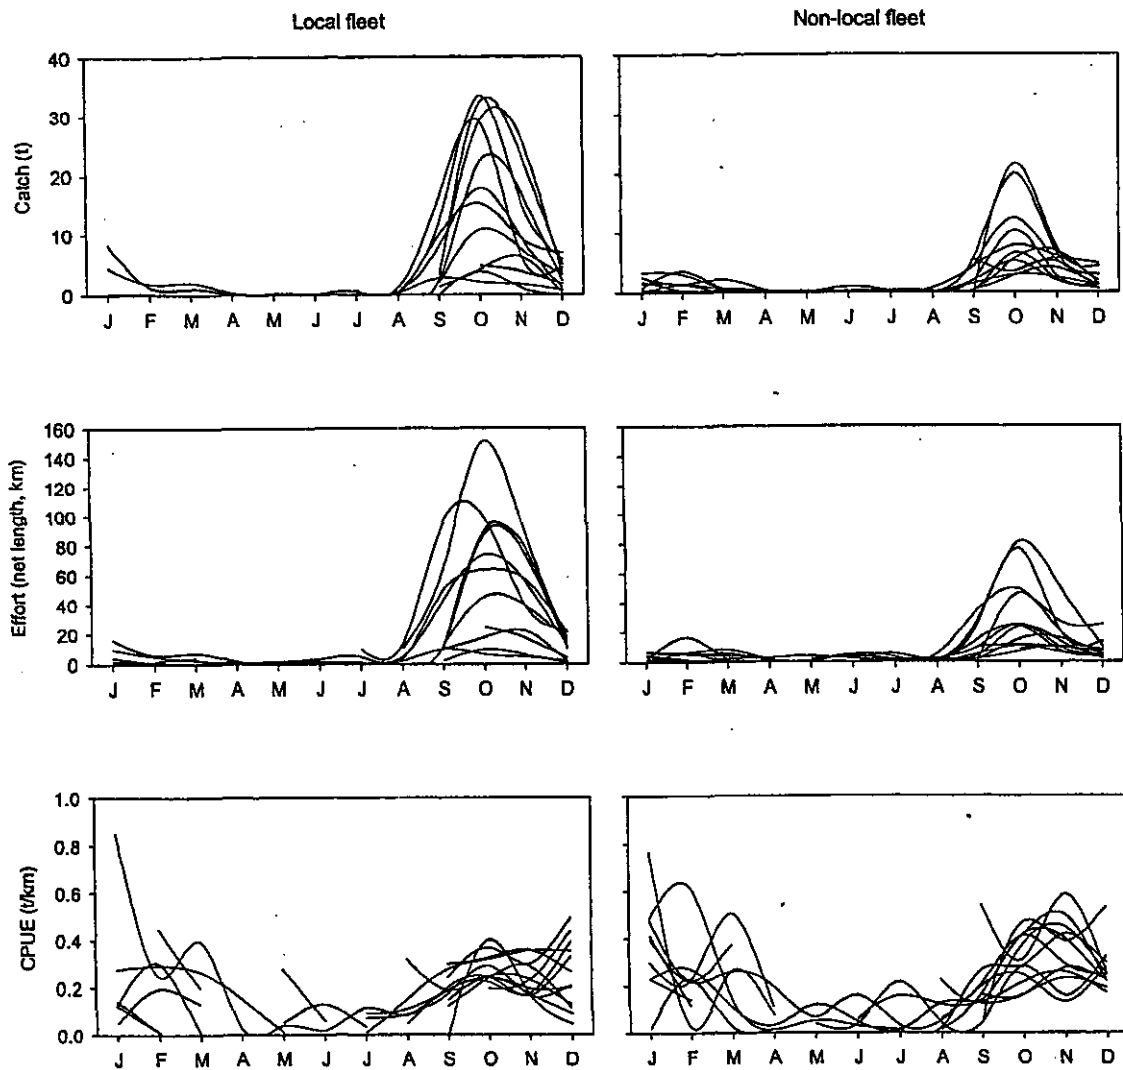 Local fleet
Non-local fleet
Catch (t)
40
30
20
10
0
J F M A M J J A S O N D
J F M A M J J A S O N D
Effort (net length, km)
160
140
120
100
80
60
40
20
0
J F M A M J J A S O N D
J F M A M J J A S O N D
CPUE (t/km)
1.0
0.8
0.6
0.4
0.2
0.0
J F M A M J J A S O N D
J F M A M J J A S O N D